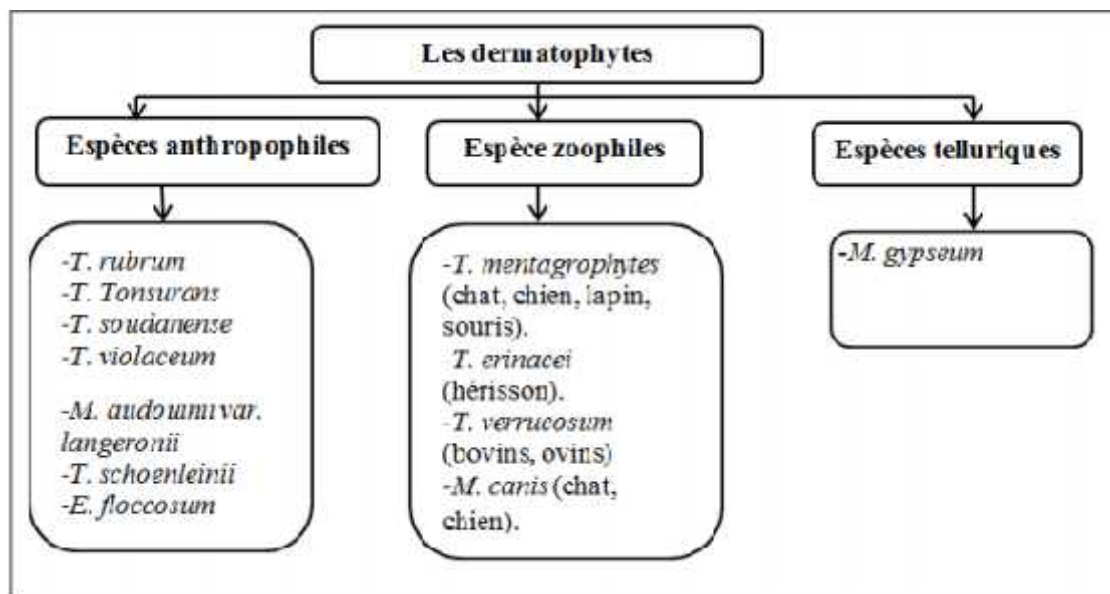 Les dermatophytes
Espèces anthropophiles
Espèce zoophiles
Espèces telluriques
-T. rubrum
-T. Tonsurans
-T. soudanense
-T. violaceum
-M. audouini var.
langeronii
-T. schoenleinii
-E. floccosum
-T. mentagrophytes
(chat, chien, lapin,
souris).
T. erinacei
(hérisson).
-T. verrucosum
(bovins, ovins)
-M. canis (chat,
chien).
-M. gypseum